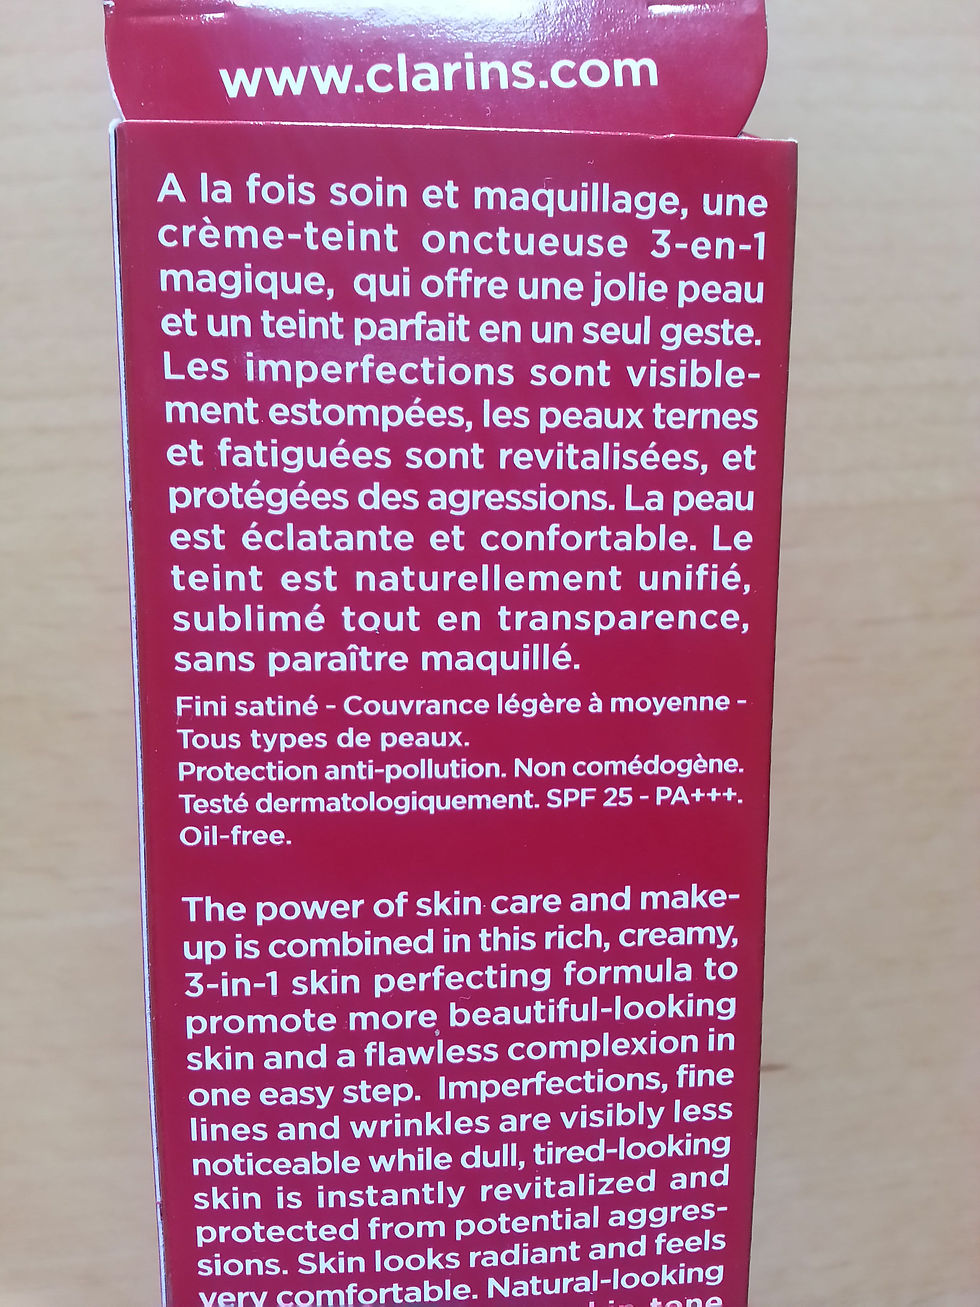 www.clarins.com
A la fois soin et maquillage, une
crème-teint onctueuse 3-en-1
magique, qui offre une jolie peau
et un teint parfait en un seul geste.
Les imperfections sont visible-
ment estompées, les peaux ternes
et fatiguées sont revitalisées, et
protégées des agressions. La peau
est éclatante et confortable. Le
teint est naturellement unifié,
sublimé tout en transparence,
sans paraître maquillé.
Fini satiné - Couvrance légère à moyenne -
Tous types de peaux.
Protection anti-pollution. Non comédogène.
Testé dermatologiquement. SPF 25 - PA+++.
Oil-free.
The power of skin care and make-
up is combined in this rich, creamy,
3-in-1 skin perfecting formula to
promote more beautiful-looking
skin and a flawless complexion in
one easy step. Imperfections, fine
lines and wrinkles are visibly less
noticeable while dull, tired-looking
skin is instantly revitalized and
protected from potential aggres-
sions. Skin looks radiant and feels
very comfortable. Natural-looking